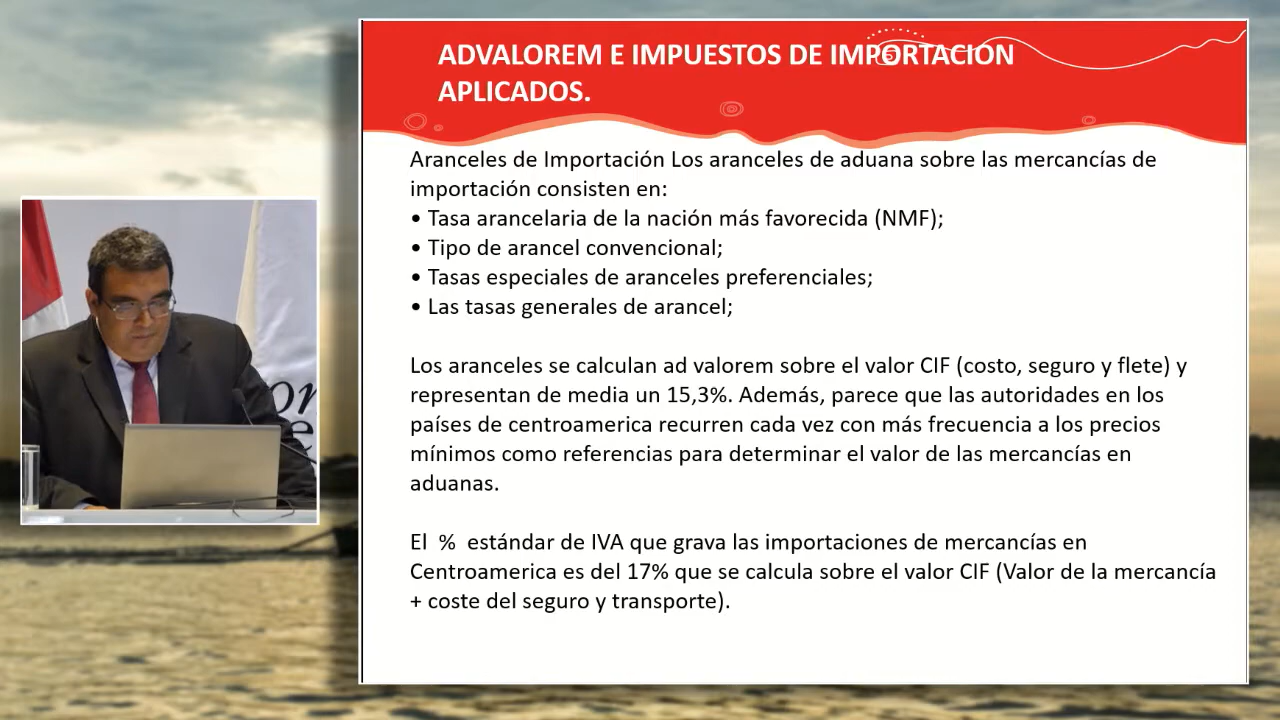 ADVALOREM E IMPUESTOS DE IMPORTACIÓN
APLICADOS.
Aranceles de Importación Los aranceles de aduana sobre las mercancías de
importación consisten en:
• Tasa arancelaria de la nación más favorecida (NMF);
• Tipo de arancel convencional;
• Tasas especiales de aranceles preferenciales;
• Las tasas generales de arancel;
Los aranceles se calculan ad valorem sobre el valor CIF (costo, seguro y flete) y
representan de media un 15,3%. Además, parece que las autoridades en los
países de centroamerica recurren cada vez con más frecuencia a los precios
mínimos como referencias para determinar el valor de las mercancías en
aduanas.
El % estándar de IVA que grava las importaciones de mercancías en
Centroamerica es del 17% que se calcula sobre el valor CIF (Valor de la mercancía
+ coste del seguro y transporte).